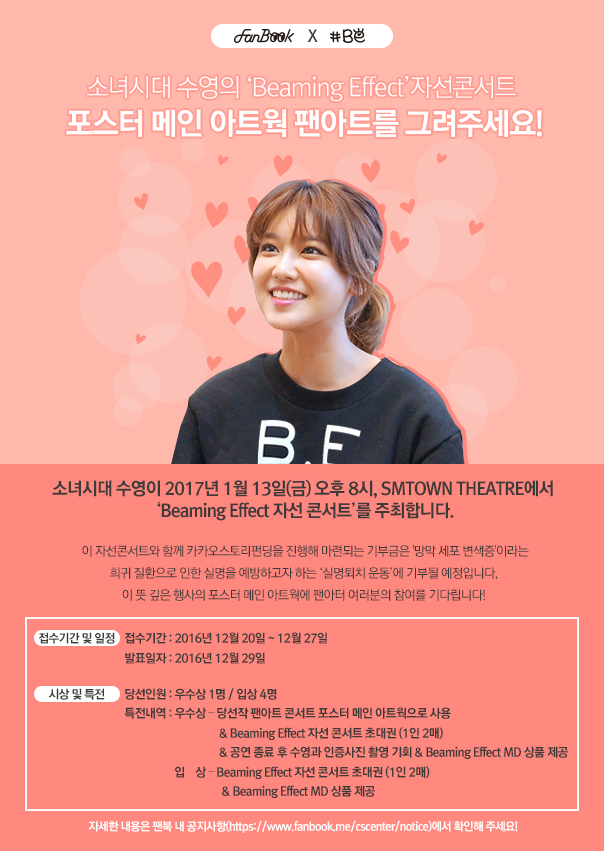 FanBook X #Be
소녀시대 수영의 ‘Beaming Effect’자선콘서트
포스터 메인 아트웍 팬아트를 그려주세요!
B.E
소녀시대 수영이 2017년 1월 13일(금) 오후 8시, SMTOWN THEATRE에서
‘Beaming Effect 자선 콘서트’를 주최합니다.
이 자선콘서트와 함께 카카오스토리펀딩을 진행해 마련되는 기부금은 '망막 세포 변색증'이라는
희귀 질환으로 인한 실명을 예방하고자 하는 ‘실명퇴치 운동’에 기부될 예정입니다.
이 뜻 깊은 행사의 포스터 메인 아트웍에 팬아터 여러분의 참여를 기다립니다!
접수기간 및 일정 접수기간 : 2016년 12월 20일 ~ 12월 27일
발표일자 : 2016년 12월 29일
시상 및 특전 당선인원 : 우수상 1명 / 입상 4명
특전내역 : 우수상 – 당선작 팬아트 콘서트 포스터 메인 아트웍으로 사용
& Beaming Effect 자선 콘서트 초대권 (1인 2매)
& 공연 종료 후 수영과 인증사진 촬영 기회 & Beaming Effect MD 상품 제공
입 상 – Beaming Effect 자선 콘서트 초대권 (1인 2매)
& Beaming Effect MD 상품 제공
자세한 내용은 팬북 내 공지사항(https://www.fanbook.me/cscenter/notice)에서 확인해 주세요!